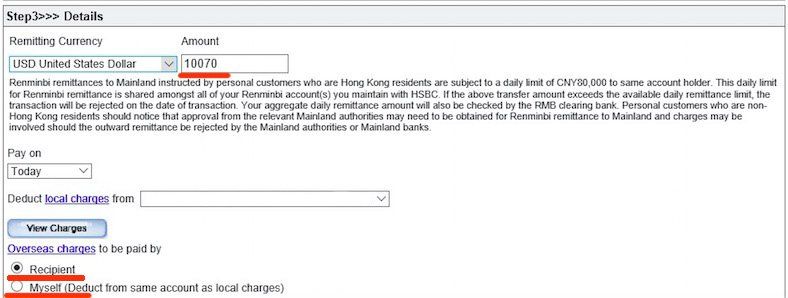 Step3>>> Details
Remitting Currency Amount
USD United States Dollar 10070
Renminbi remittances to Mainland instructed by personal customers who are Hong Kong residents are subject to a daily limit of CNY80,000 to same account holder. This daily limit
for Renminbi remittance is shared amongst all of your Renminbi account(s) you maintain with HSBC. If the above transfer amount exceeds the available daily remittance limit, the
transaction will be rejected on the date of transaction. Your aggregate daily remittance amount will also be checked by the RMB clearing bank. Personal customers who are non-
Hong Kong residents should notice that approval from the relevant Mainland authorities may need to be obtained for Renminbi remittance to Mainland and charges may be
involved should the outward remittance be rejected by the Mainland authorities or Mainland banks.
Pay on
Today
Deduct local charges from
View Charges
Overseas charges to be paid by
Recipient
Myself (Deduct from same account as local charges)